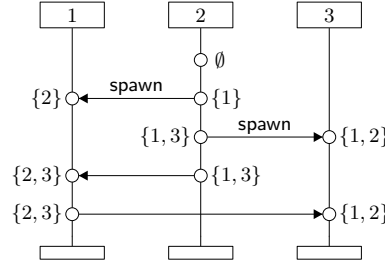 1 2 3
∅
spawn
{2} {1}
spawn
{1, 3} {1, 2}
{2, 3} {1, 3}
{2, 3} {1, 2}